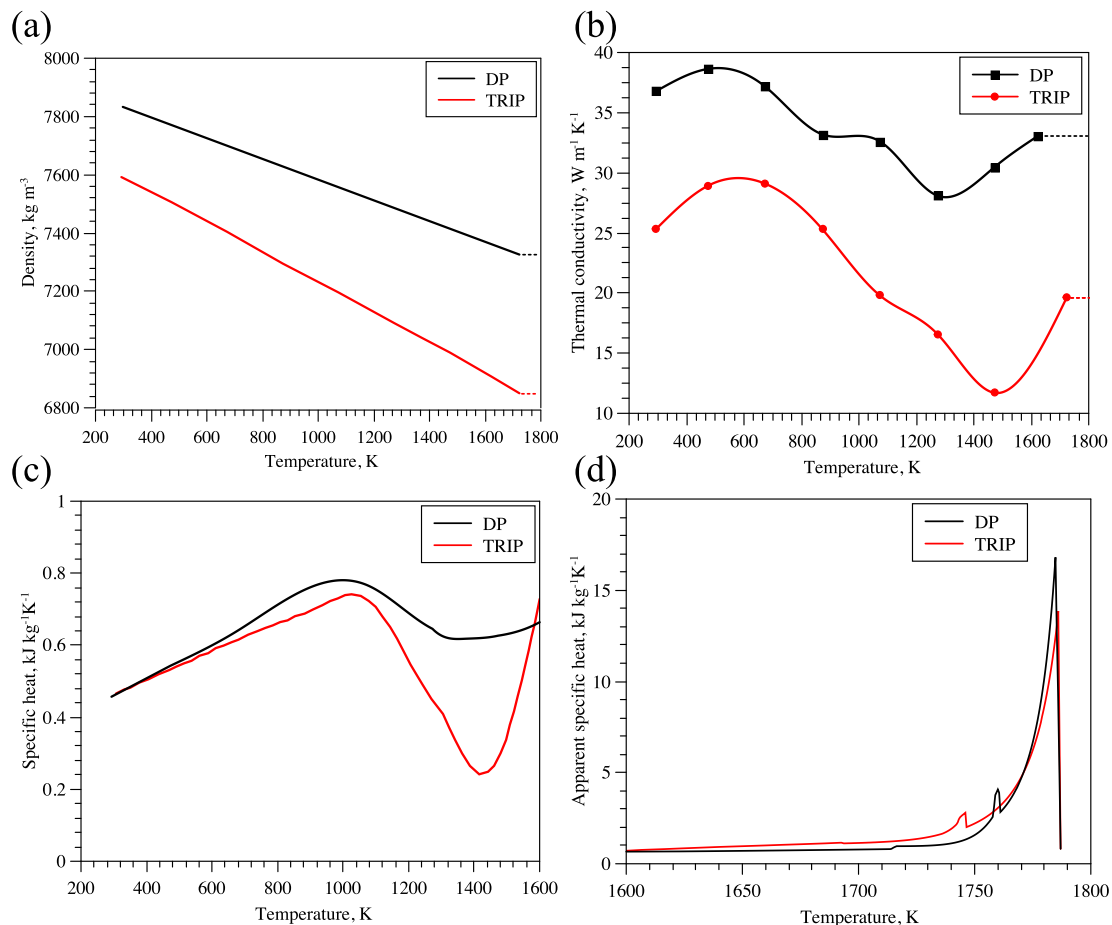 (a)
8000
7800
7600
7400
7200
7000
6800
Density, kg m-3
DP
TRIP
200 400 600 800 1000 1200 1400 1600 1800
Temperature, K
(b)
40
35
30
25
20
15
10
Thermal conductivity, W m-1 K-1
DP
TRIP
200 400 600 800 1000 1200 1400 1600 1800
Temperature, K
(c)
1
0.8
0.6
0.4
0.2
0
Specific heat, kJ kg-1K-1
DP
TRIP
200 400 600 800 1000 1200 1400 1600
Temperature, K
(d)
20
15
10
5
0
Apparent specific heat, kJ kg-1K-1
DP
TRIP
1600 1650 1700 1750 1800
Temperature, K